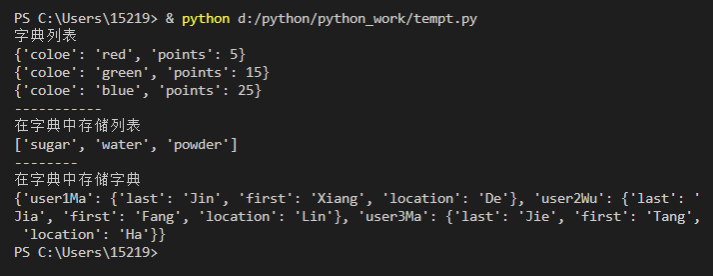 PS C:\Users\15219> & python d:/python/python_work/tempt.py
字典列表
{'coloe': 'red', 'points': 5}
{'coloe': 'green', 'points': 15}
{'coloe': 'blue', 'points': 25}
-----------
在字典中存储列表
['sugar', 'water', 'powder']
--------
在字典中存储字典
{'user1Ma': {'last': 'Jin', 'first': 'Xiang', 'location': 'De'}, 'user2Wu': {'last': '
Jia', 'first': 'Fang', 'location': 'Lin'}, 'user3Ma': {'last': 'Jie', 'first': 'Tang',
 'location': 'Ha'}}
PS C:\Users\15219>